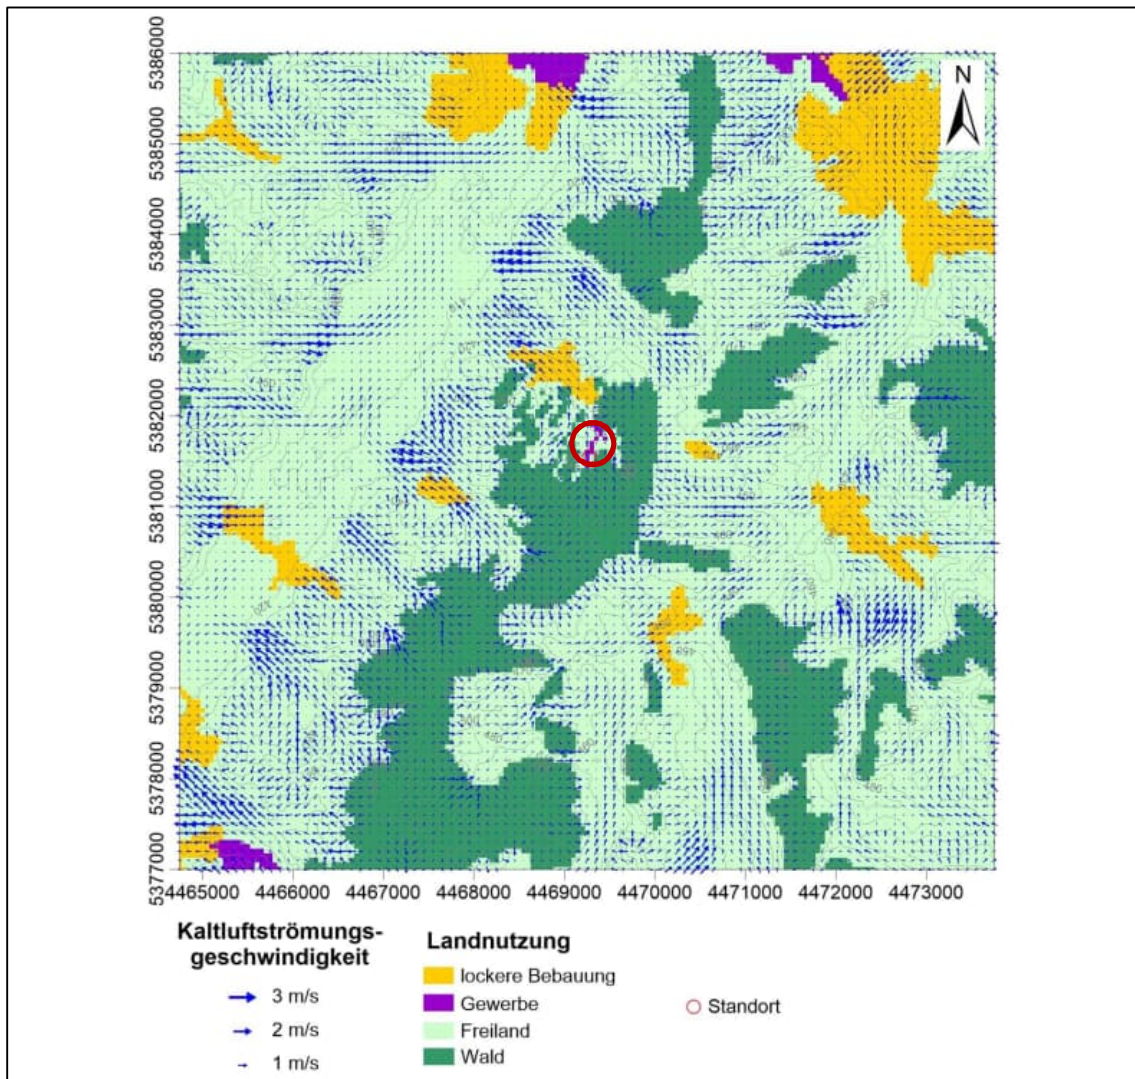 5386000
5385000
5384000
5383000
5382000
5381000
5380000
5379000
5378000
5377000
N
4465000 4466000 4467000 4468000 4469000 4470000 4471000 4472000 4473000
Kaltluftströmungs-
geschwindigkeit
3 m/s
2 m/s
1 m/s
Landnutzung
lockere Bebauung
Gewerbe
Freiland
Wald
Standort